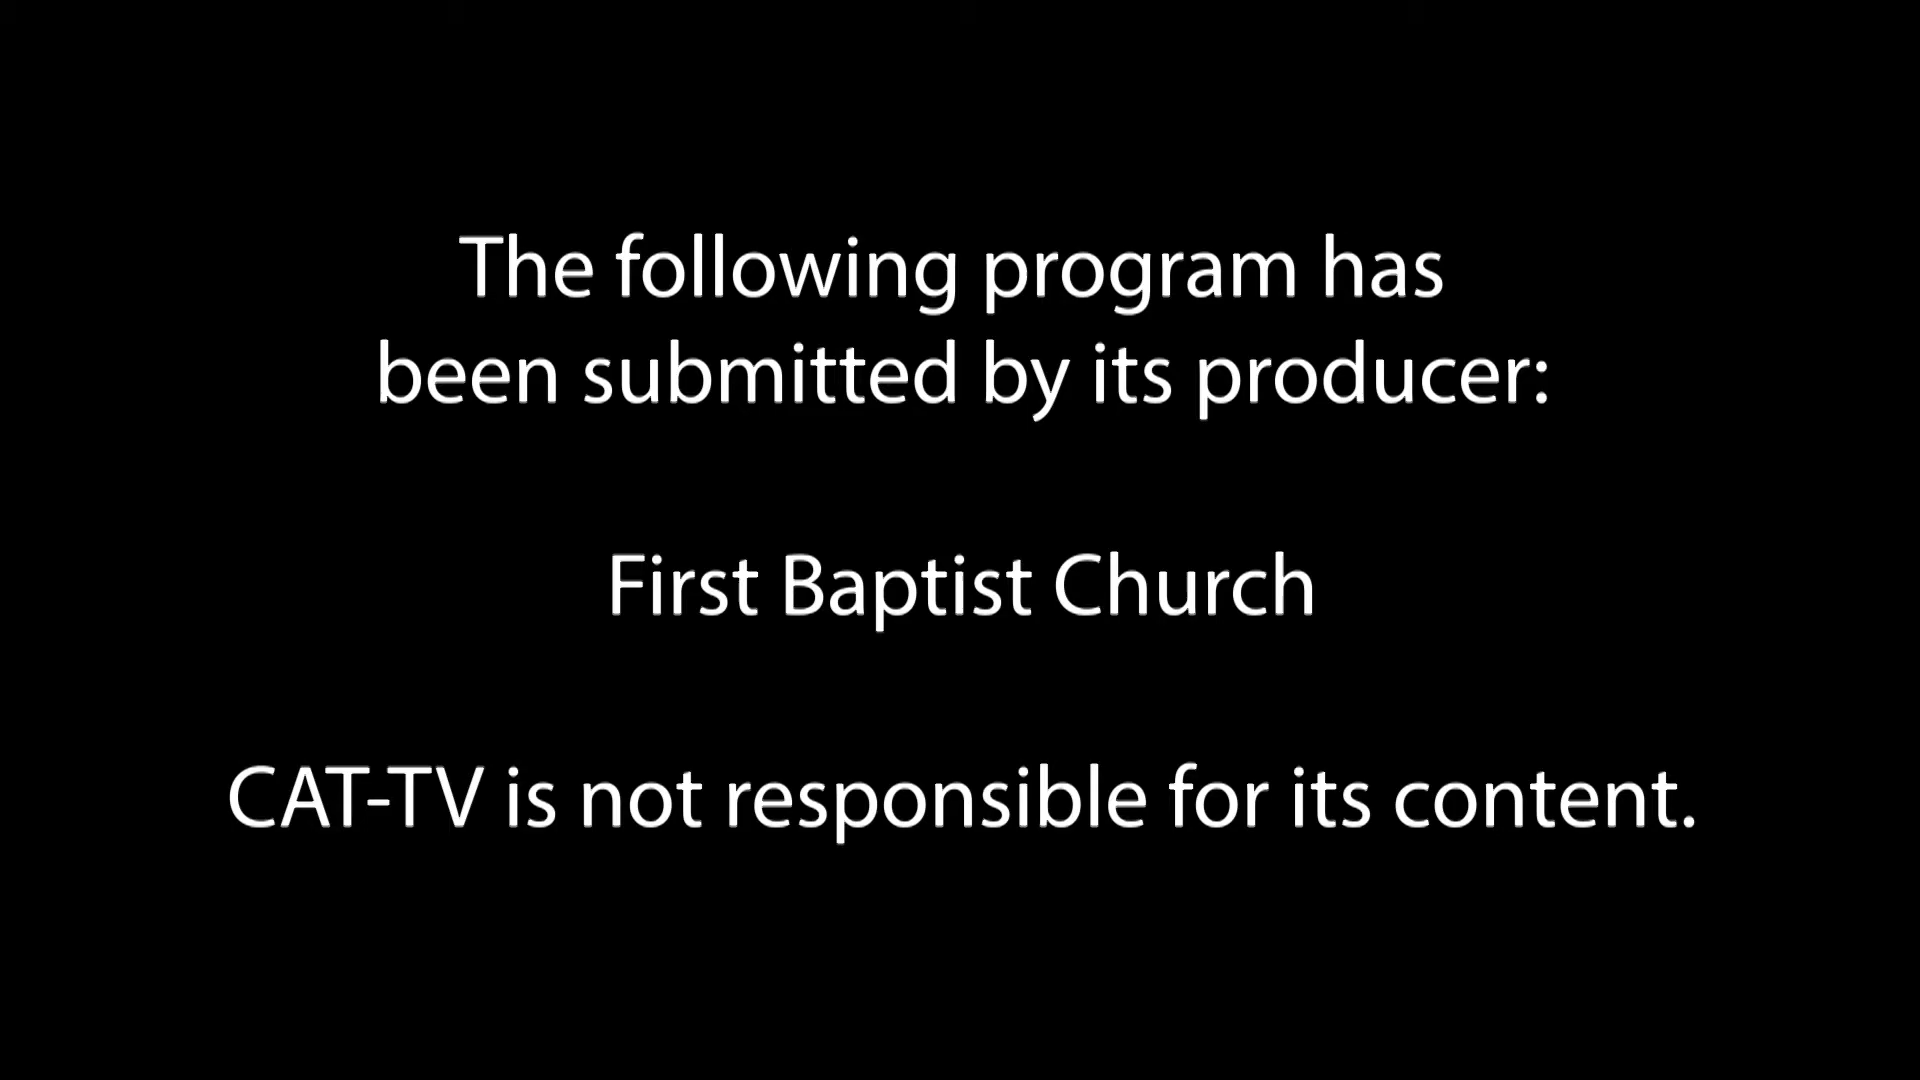 The following program has
been submitted by its producer:
First Baptist Church
CAT-TV is not responsible for its content.